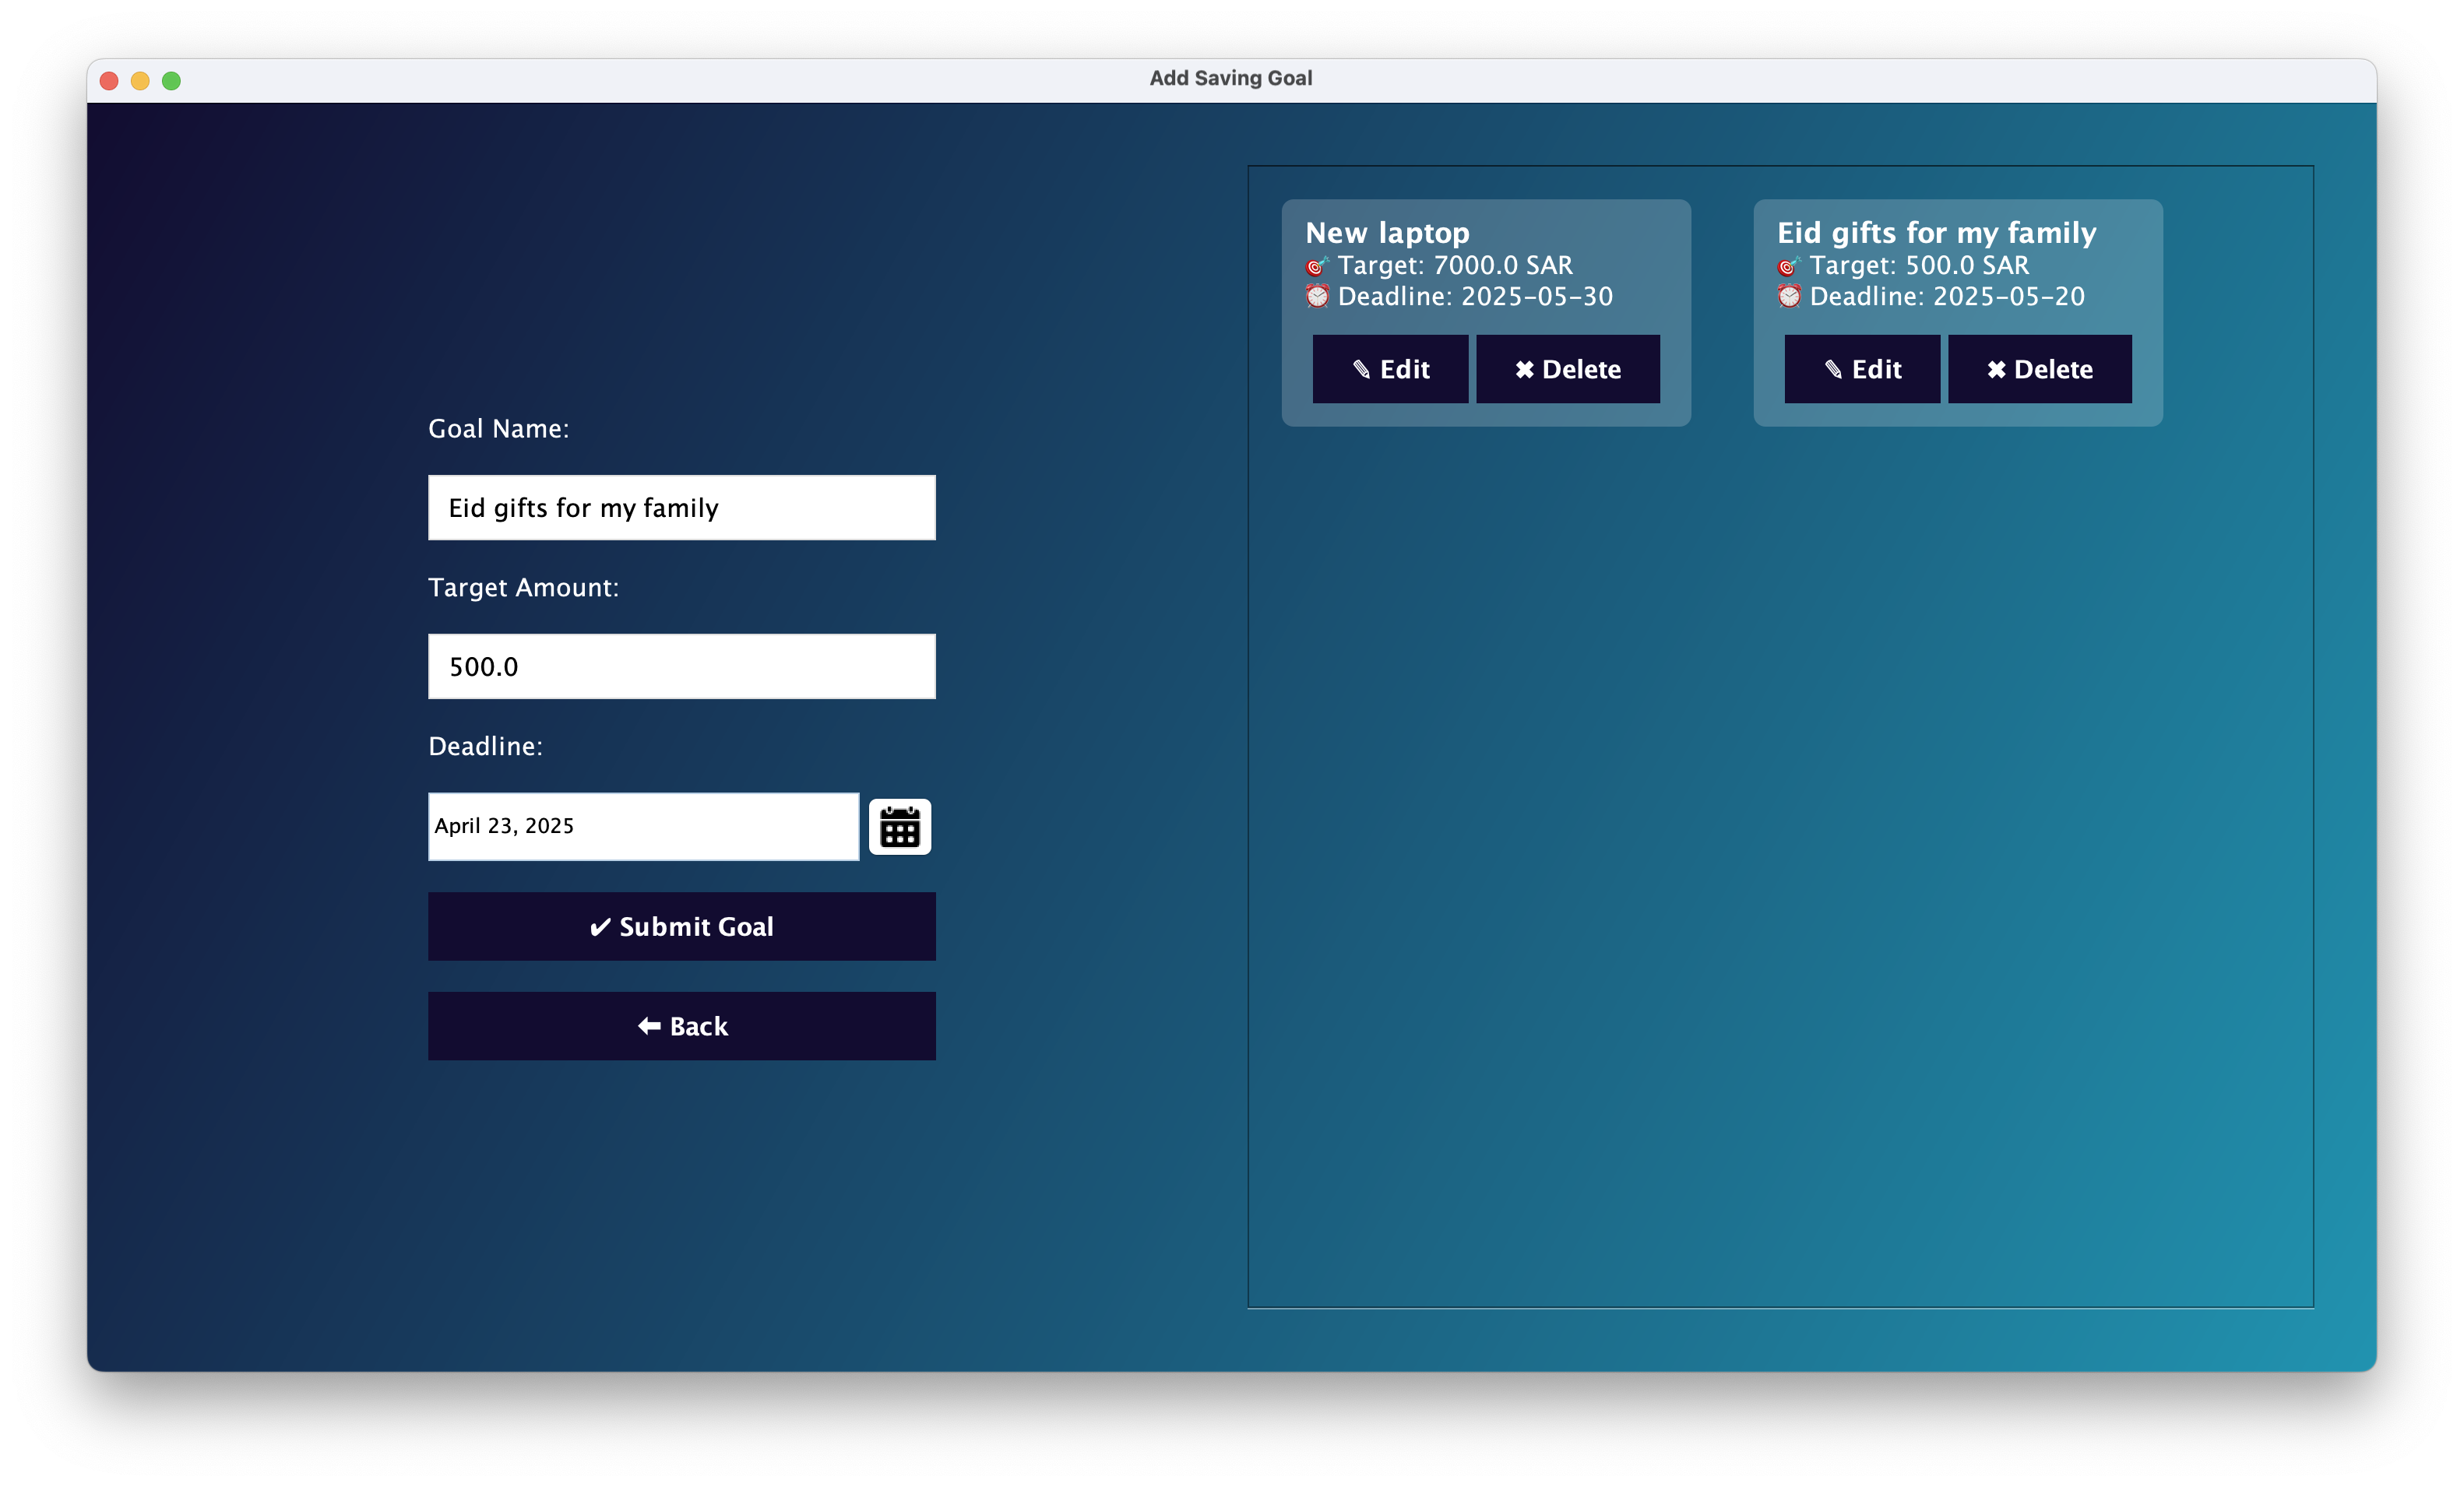 Add Saving Goal
Goal Name:
Eid gifts for my family
Target Amount:
500.0
Deadline:
April 23, 2025
✔ Submit Goal
⬅ Back
New laptop
🎯 Target: 7000.0 SAR
⏰ Deadline: 2025-05-30
✎ Edit
✖ Delete
Eid gifts for my family
🎯 Target: 500.0 SAR
⏰ Deadline: 2025-05-20
✎ Edit
✖ Delete